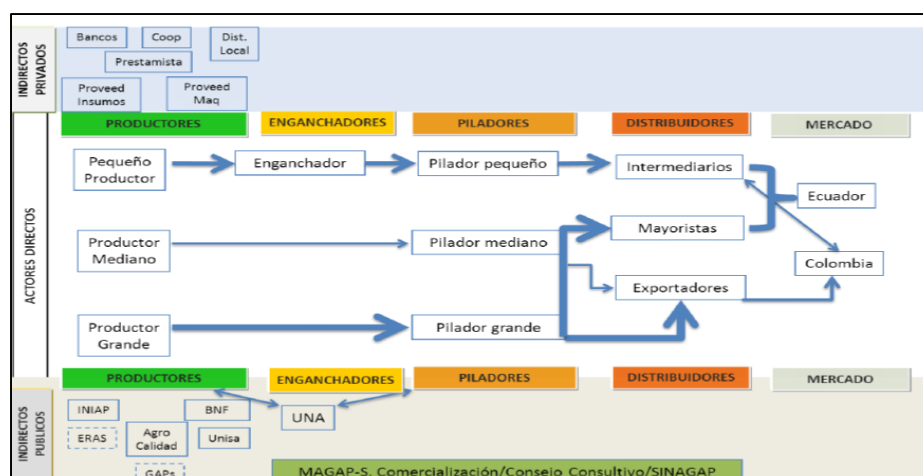 INDIRECTOS
PRIVADOS
Bancos
Coop
Dist.
Local
Prestamista
Proveed
Insumos
Proveed
Maq
PRODUCTORES
ENGANCHADORES
PILADORES
DISTRIBUIDORES
MERCADO
ACTORES DIRECTOS
Pequeño
Productor
Enganchador
Pilador pequeño
Intermediarios
Ecuador
Productor
Mediano
Pilador mediano
Mayoristas
Colombia
Exportadores
Productor
Grande
Pilador grande
PRODUCTORES
ENGANCHADORES
PILADORES
DISTRIBUIDORES
MERCADO
INDIRECTOS
PUBLICOS
INIAP
BNF
UNA
ERAS
Agro
Calidad
Unisa
GAPs
MAGAP-S. Comercialización/Consejo Consultivo/SINAGAP